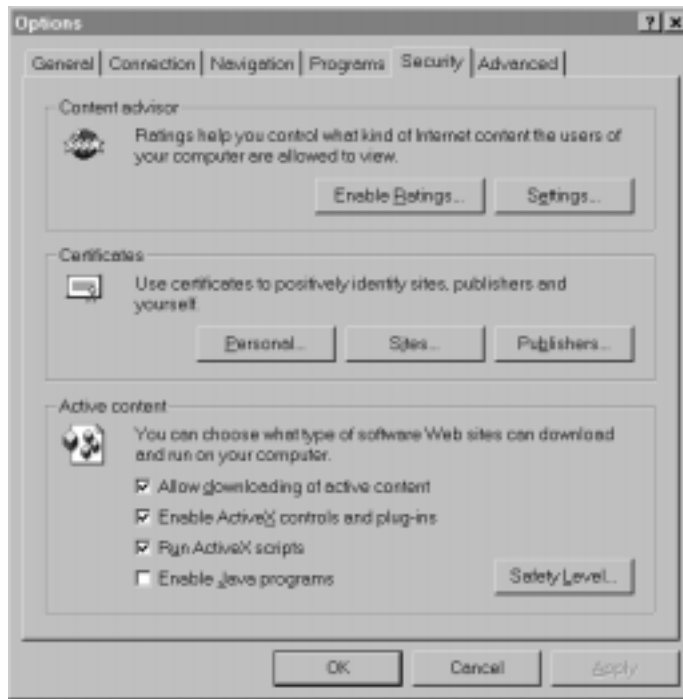 Options
General Connection Navigation Programs Security Advanced
Content advisor
Ratings help you control what kind of Internet content the users of
your computer are allowed to view.
Enable Ratings... Settings...
Certificates
Use certificates to positively identify sites, publishers and
yourself.
Personal... Sites... Publishers...
Active content
You can choose what type of software Web sites can download
and run on your computer.
Allow downloading of active content
Enable ActiveX controls and plug-ins
Run ActiveX scripts
Enable Java programs Safety Level...
OK Cancel Apply